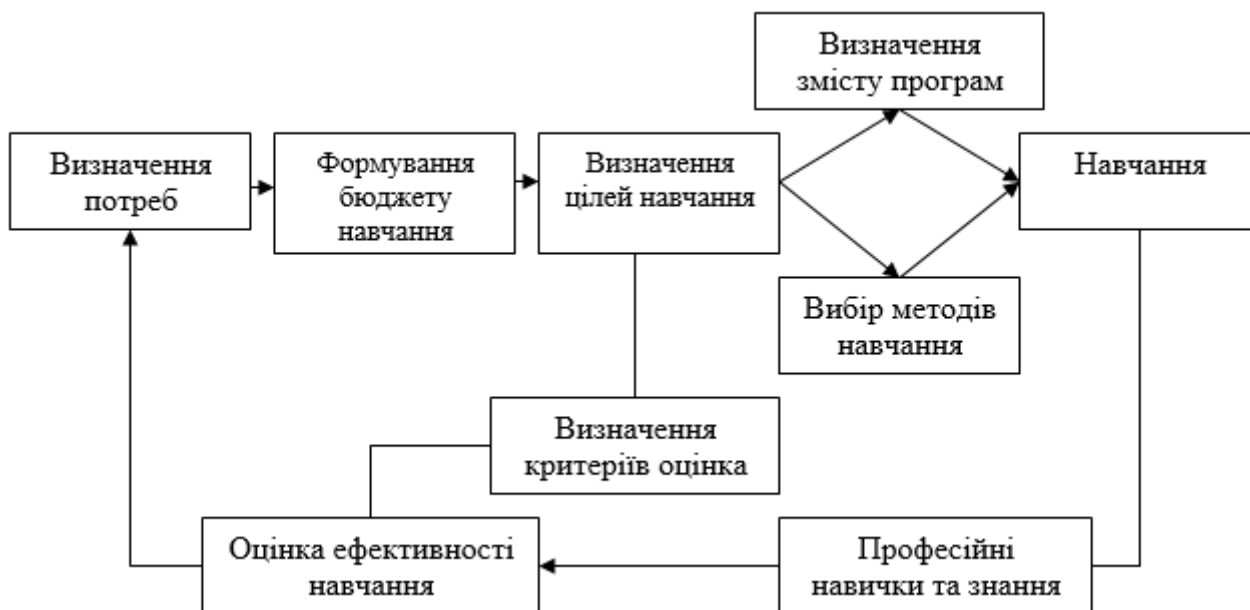 Визначення
змісту програм
Визначення
потреб
Формування
бюджету
навчання
Визначення
цілей навчання
Навчання
Вибір методів
навчання
Визначення
критеріїв оцінка
Оцінка ефективності
навчання
Професійні
навички та знання